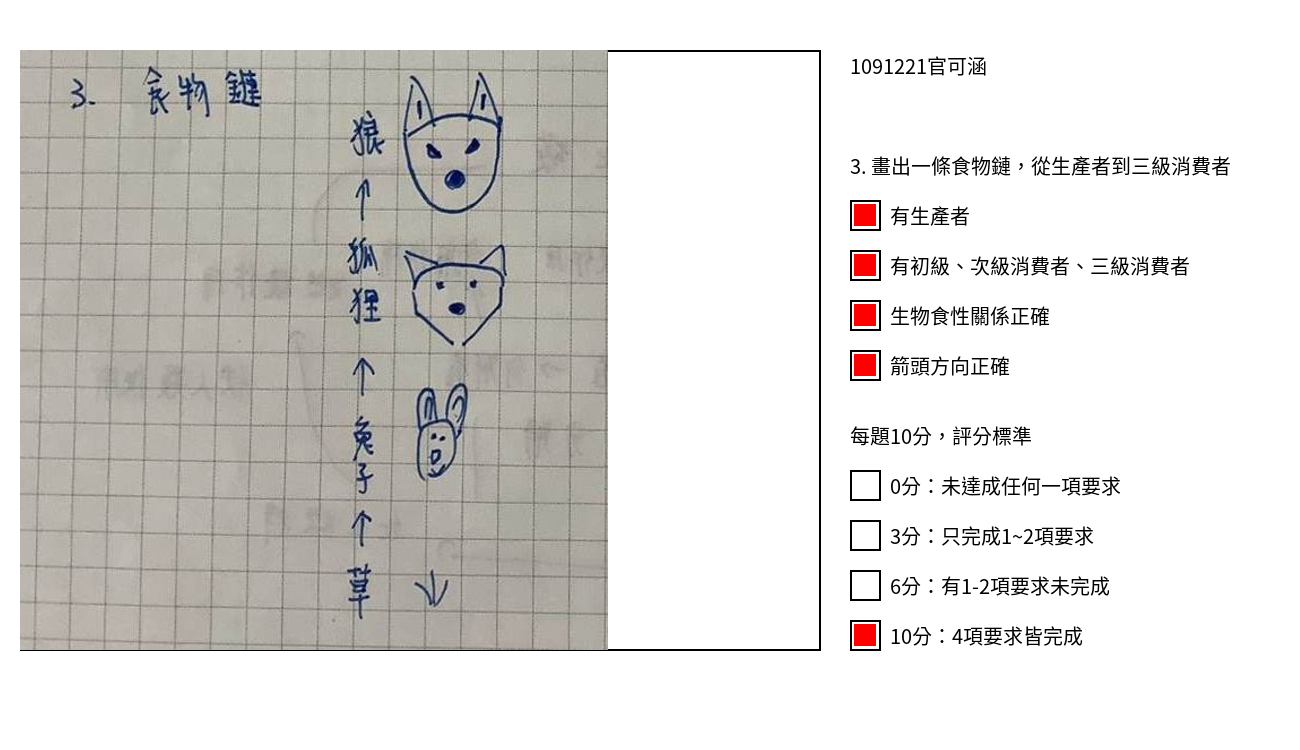 3. 食物鏈
狼
↑
狐
狸
↑
兔
子
↑
草
1091221官可涵
3. 畫出一條食物鏈，從生產者到三級消費者
有生產者
有初級、次級消費者、三級消費者
生物食性關係正確
箭頭方向正確
每題10分，評分標準
0分：未達成任何一項要求
3分：只完成1~2項要求
6分：有1-2項要求未完成
10分：4項要求皆完成